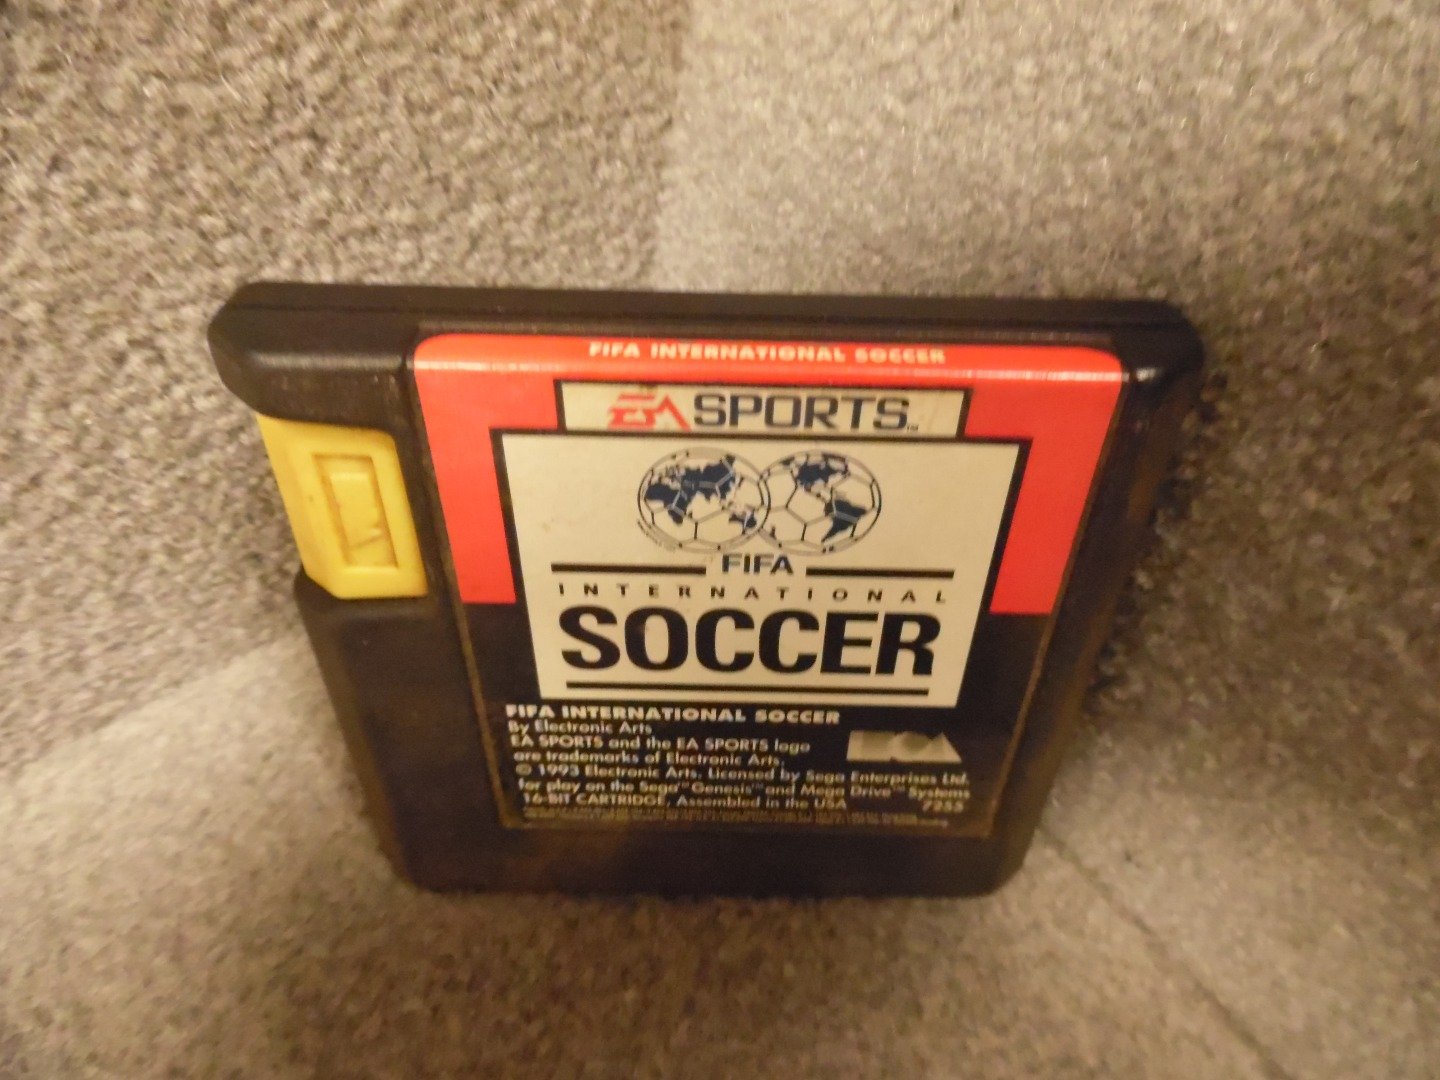 FIFA INTERNATIONAL SOCCER
EA SPORTS™
FIFA
INTERNATIONAL
SOCCER
FIFA INTERNATIONAL SOCCER
By Electronic Arts
EA SPORTS and the EA SPORTS logo
are trademarks of Electronic Arts.
© 1993 Electronic Arts. Licensed by Sega Enterprises Ltd.
for play on the Sega™ Genesis™ and Mega Drive™ Systems
16-BIT CARTRIDGE. Assembled in the USA 7255